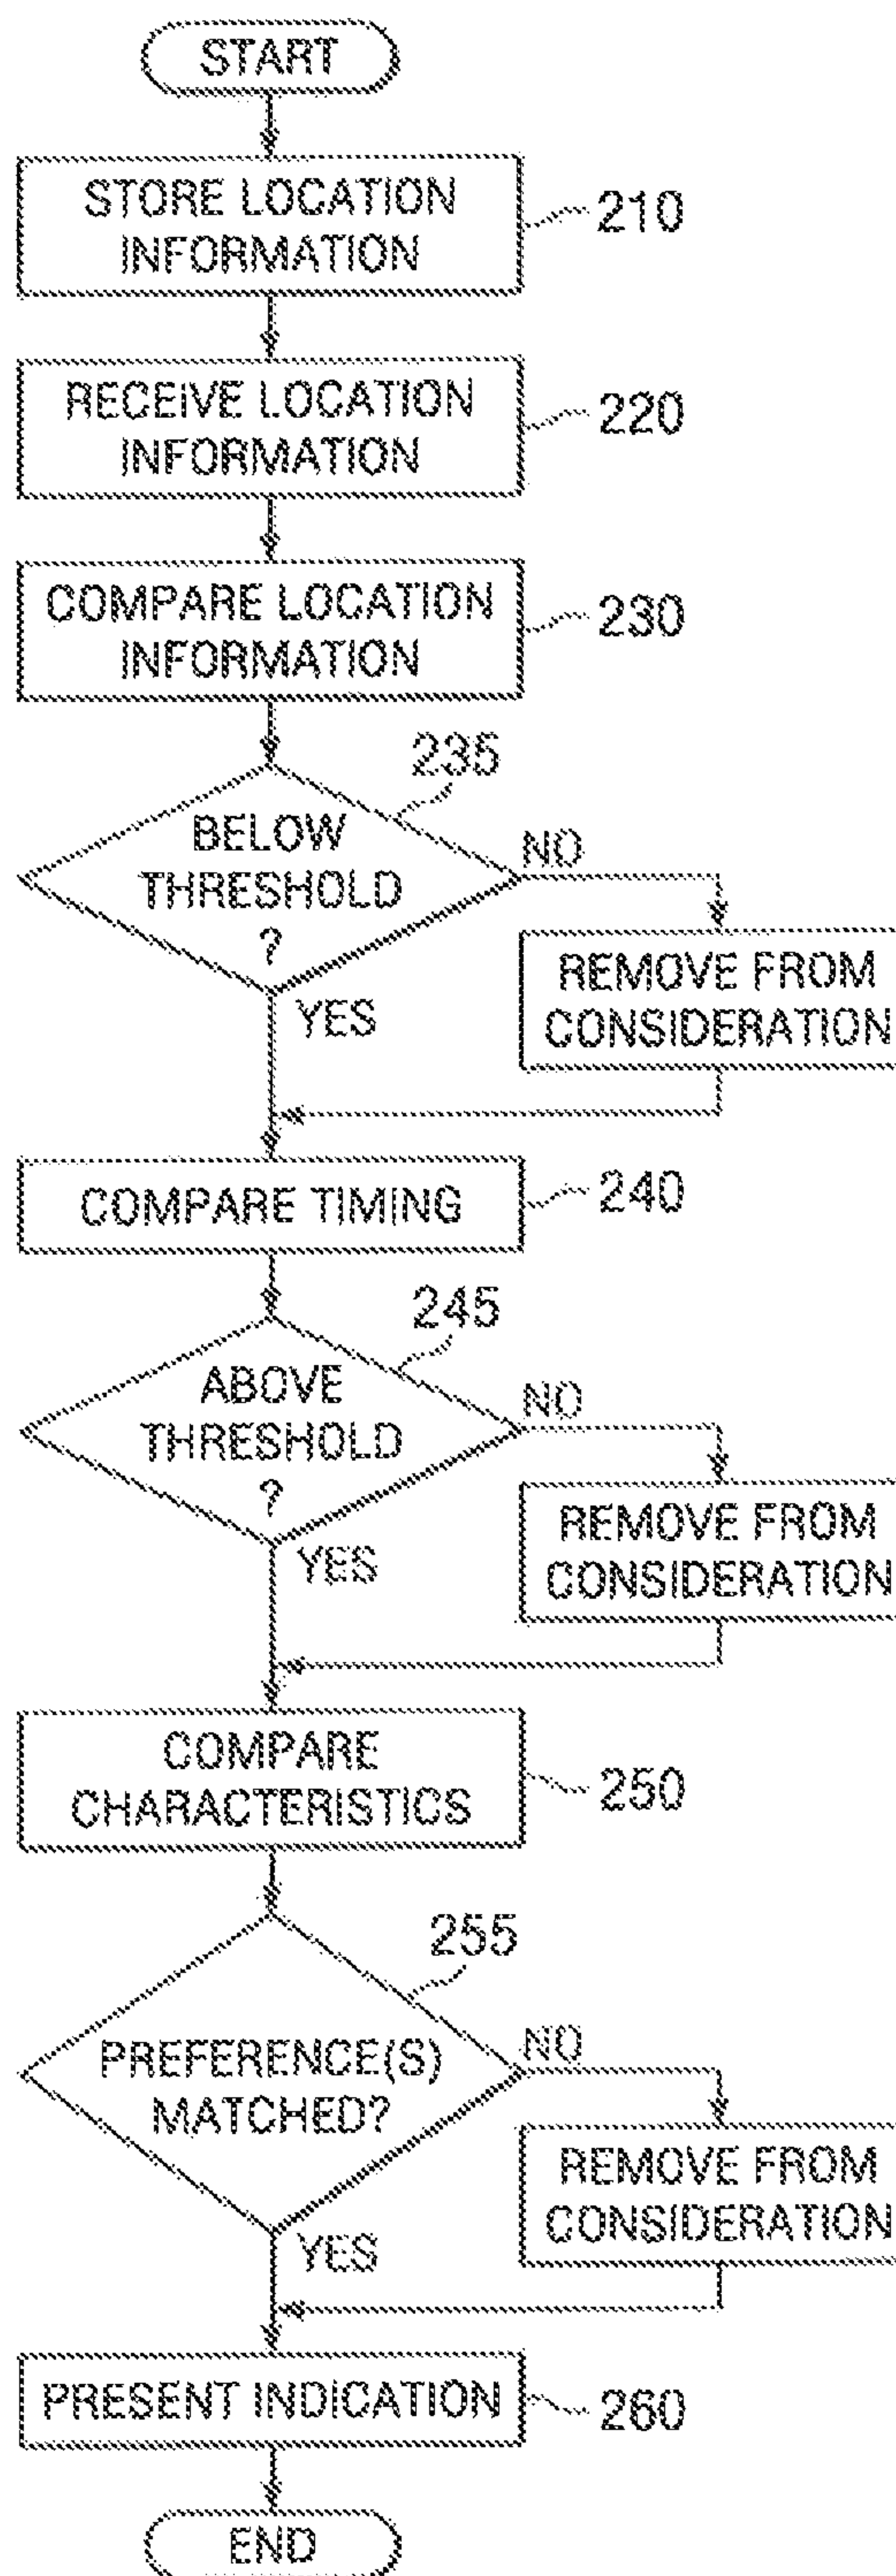 START
STORE LOCATION
INFORMATION
210
RECEIVE LOCATION
INFORMATION
220
COMPARE LOCATION
INFORMATION
230
235
BELOW
THRESHOLD
?
NO
YES
REMOVE FROM
CONSIDERATION
COMPARE TIMING
240
245
ABOVE
THRESHOLD
?
NO
YES
REMOVE FROM
CONSIDERATION
COMPARE
CHARACTERISTICS
250
255
PREFERENCE(S)
MATCHED?
NO
YES
REMOVE FROM
CONSIDERATION
PRESENT INDICATION
260
END